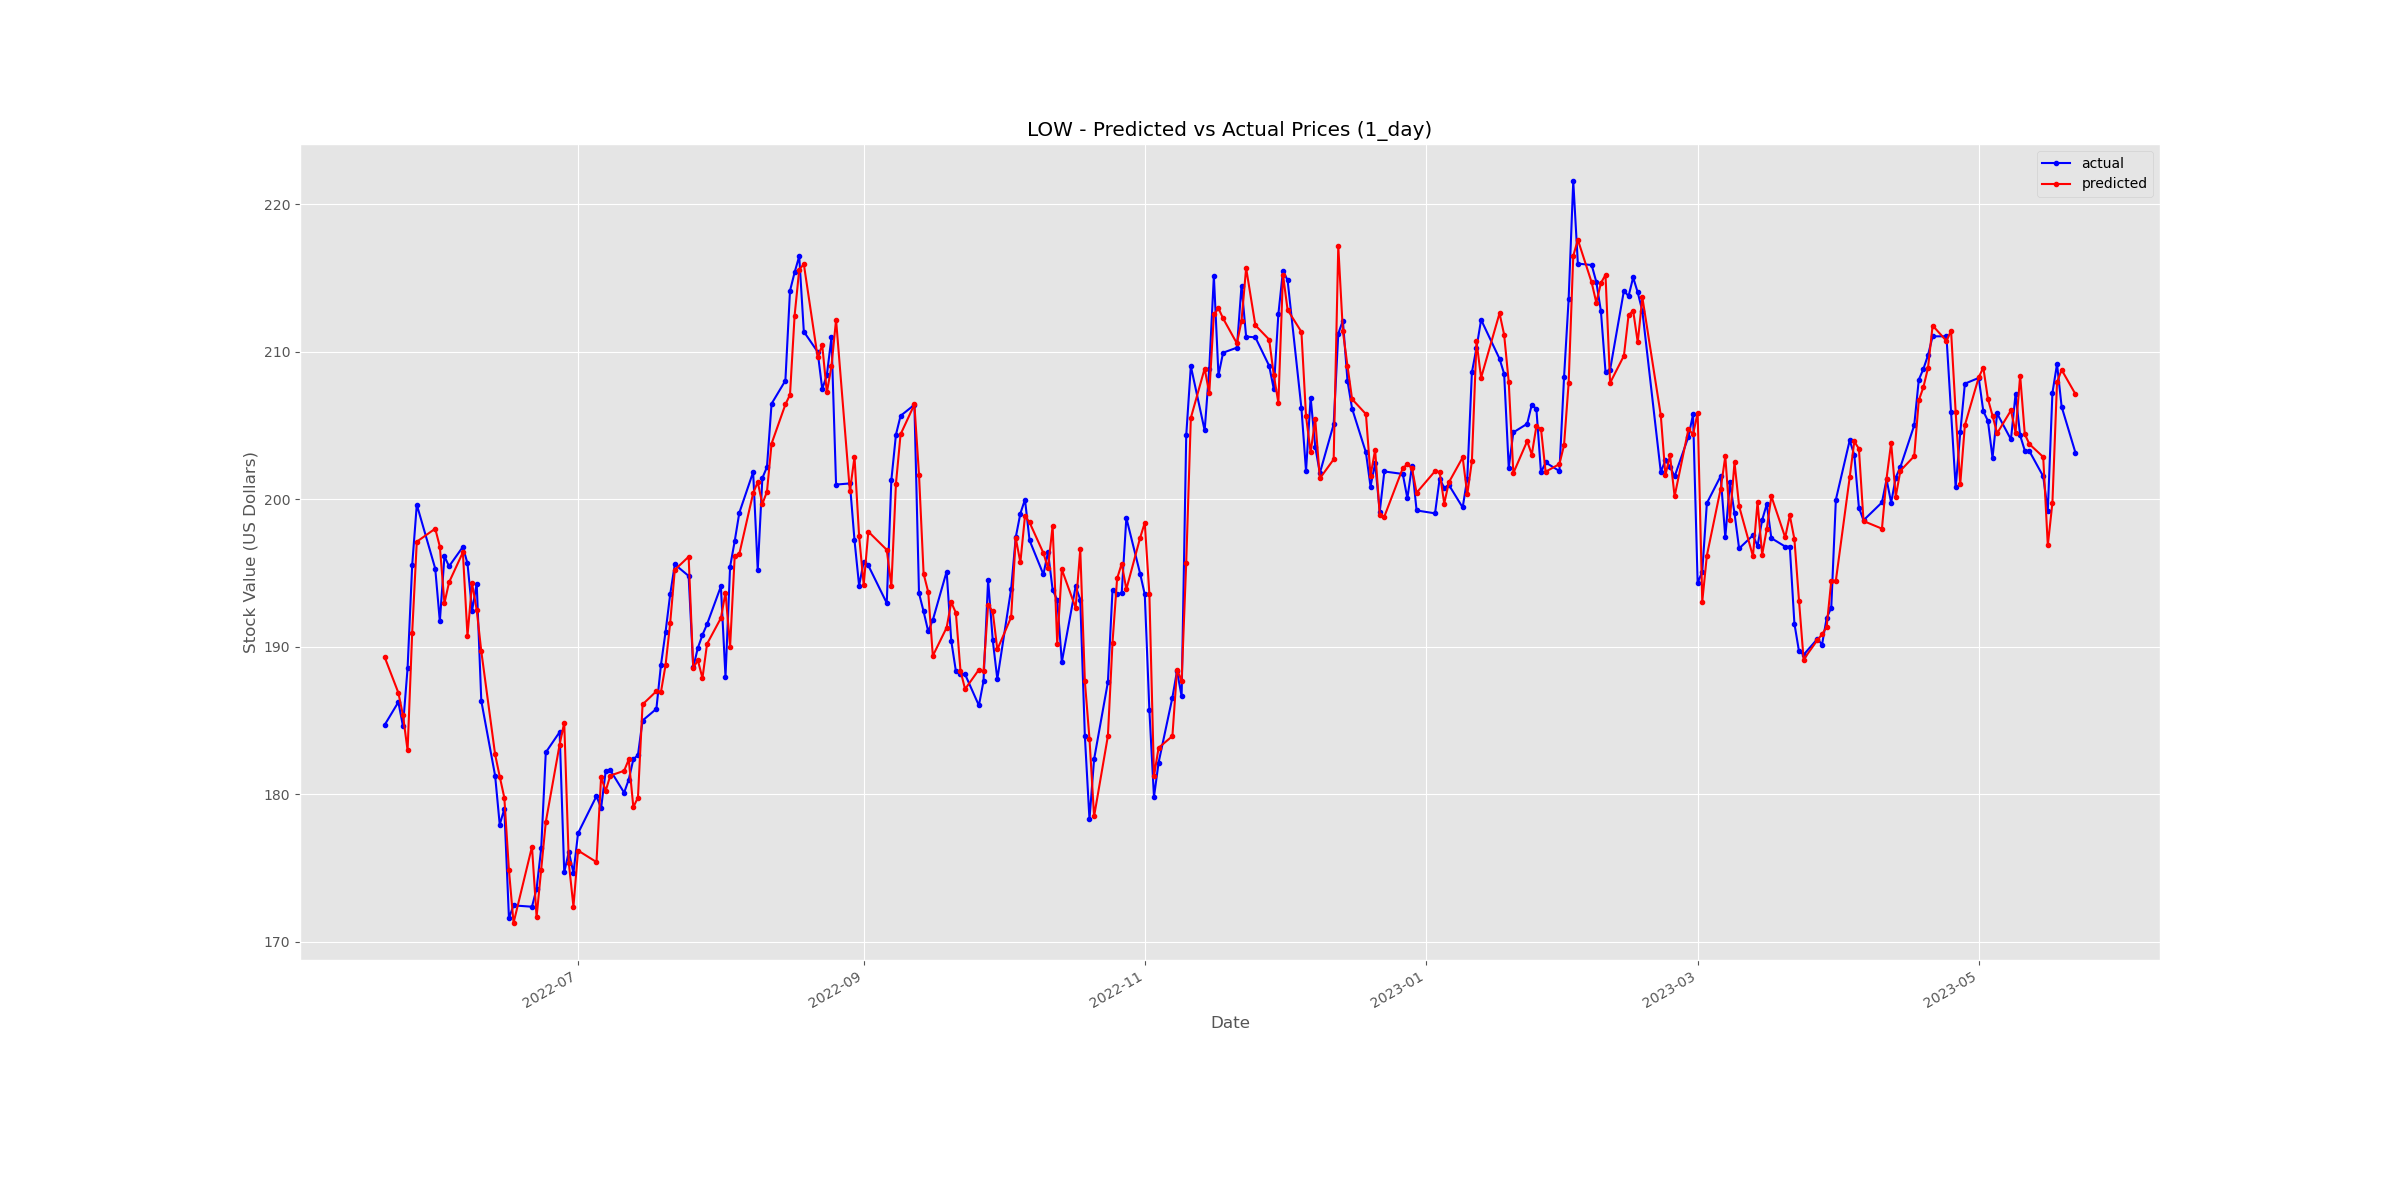 LOW - Predicted vs Actual Prices (1_day)
actual
predicted
Stock Value (US Dollars)
220
210
200
190
180
170
2022-07
2022-09
2022-11
2023-01
2023-03
2023-05
Date